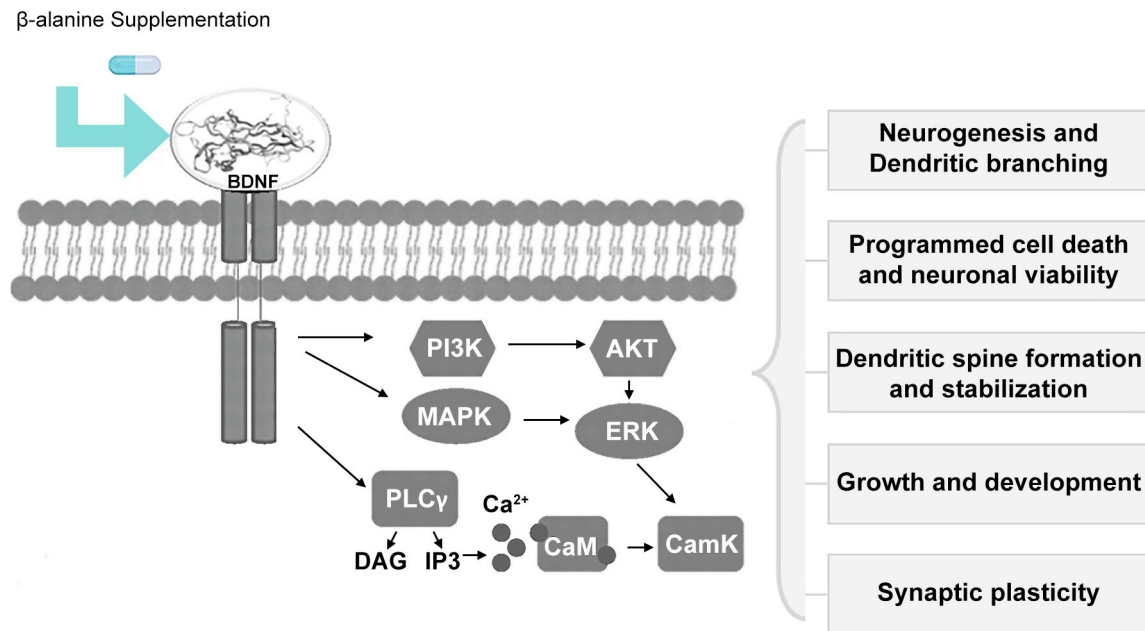 β-alanine Supplementation
BDNF
Neurogenesis and
Dendritic branching
Programmed cell death
and neuronal viability
PI3K
AKT
Dendritic spine formation
and stabilization
MAPK
ERK
Growth and development
PLCγ
Ca²⁺
DAG
IP3
CaM
CamK
Synaptic plasticity